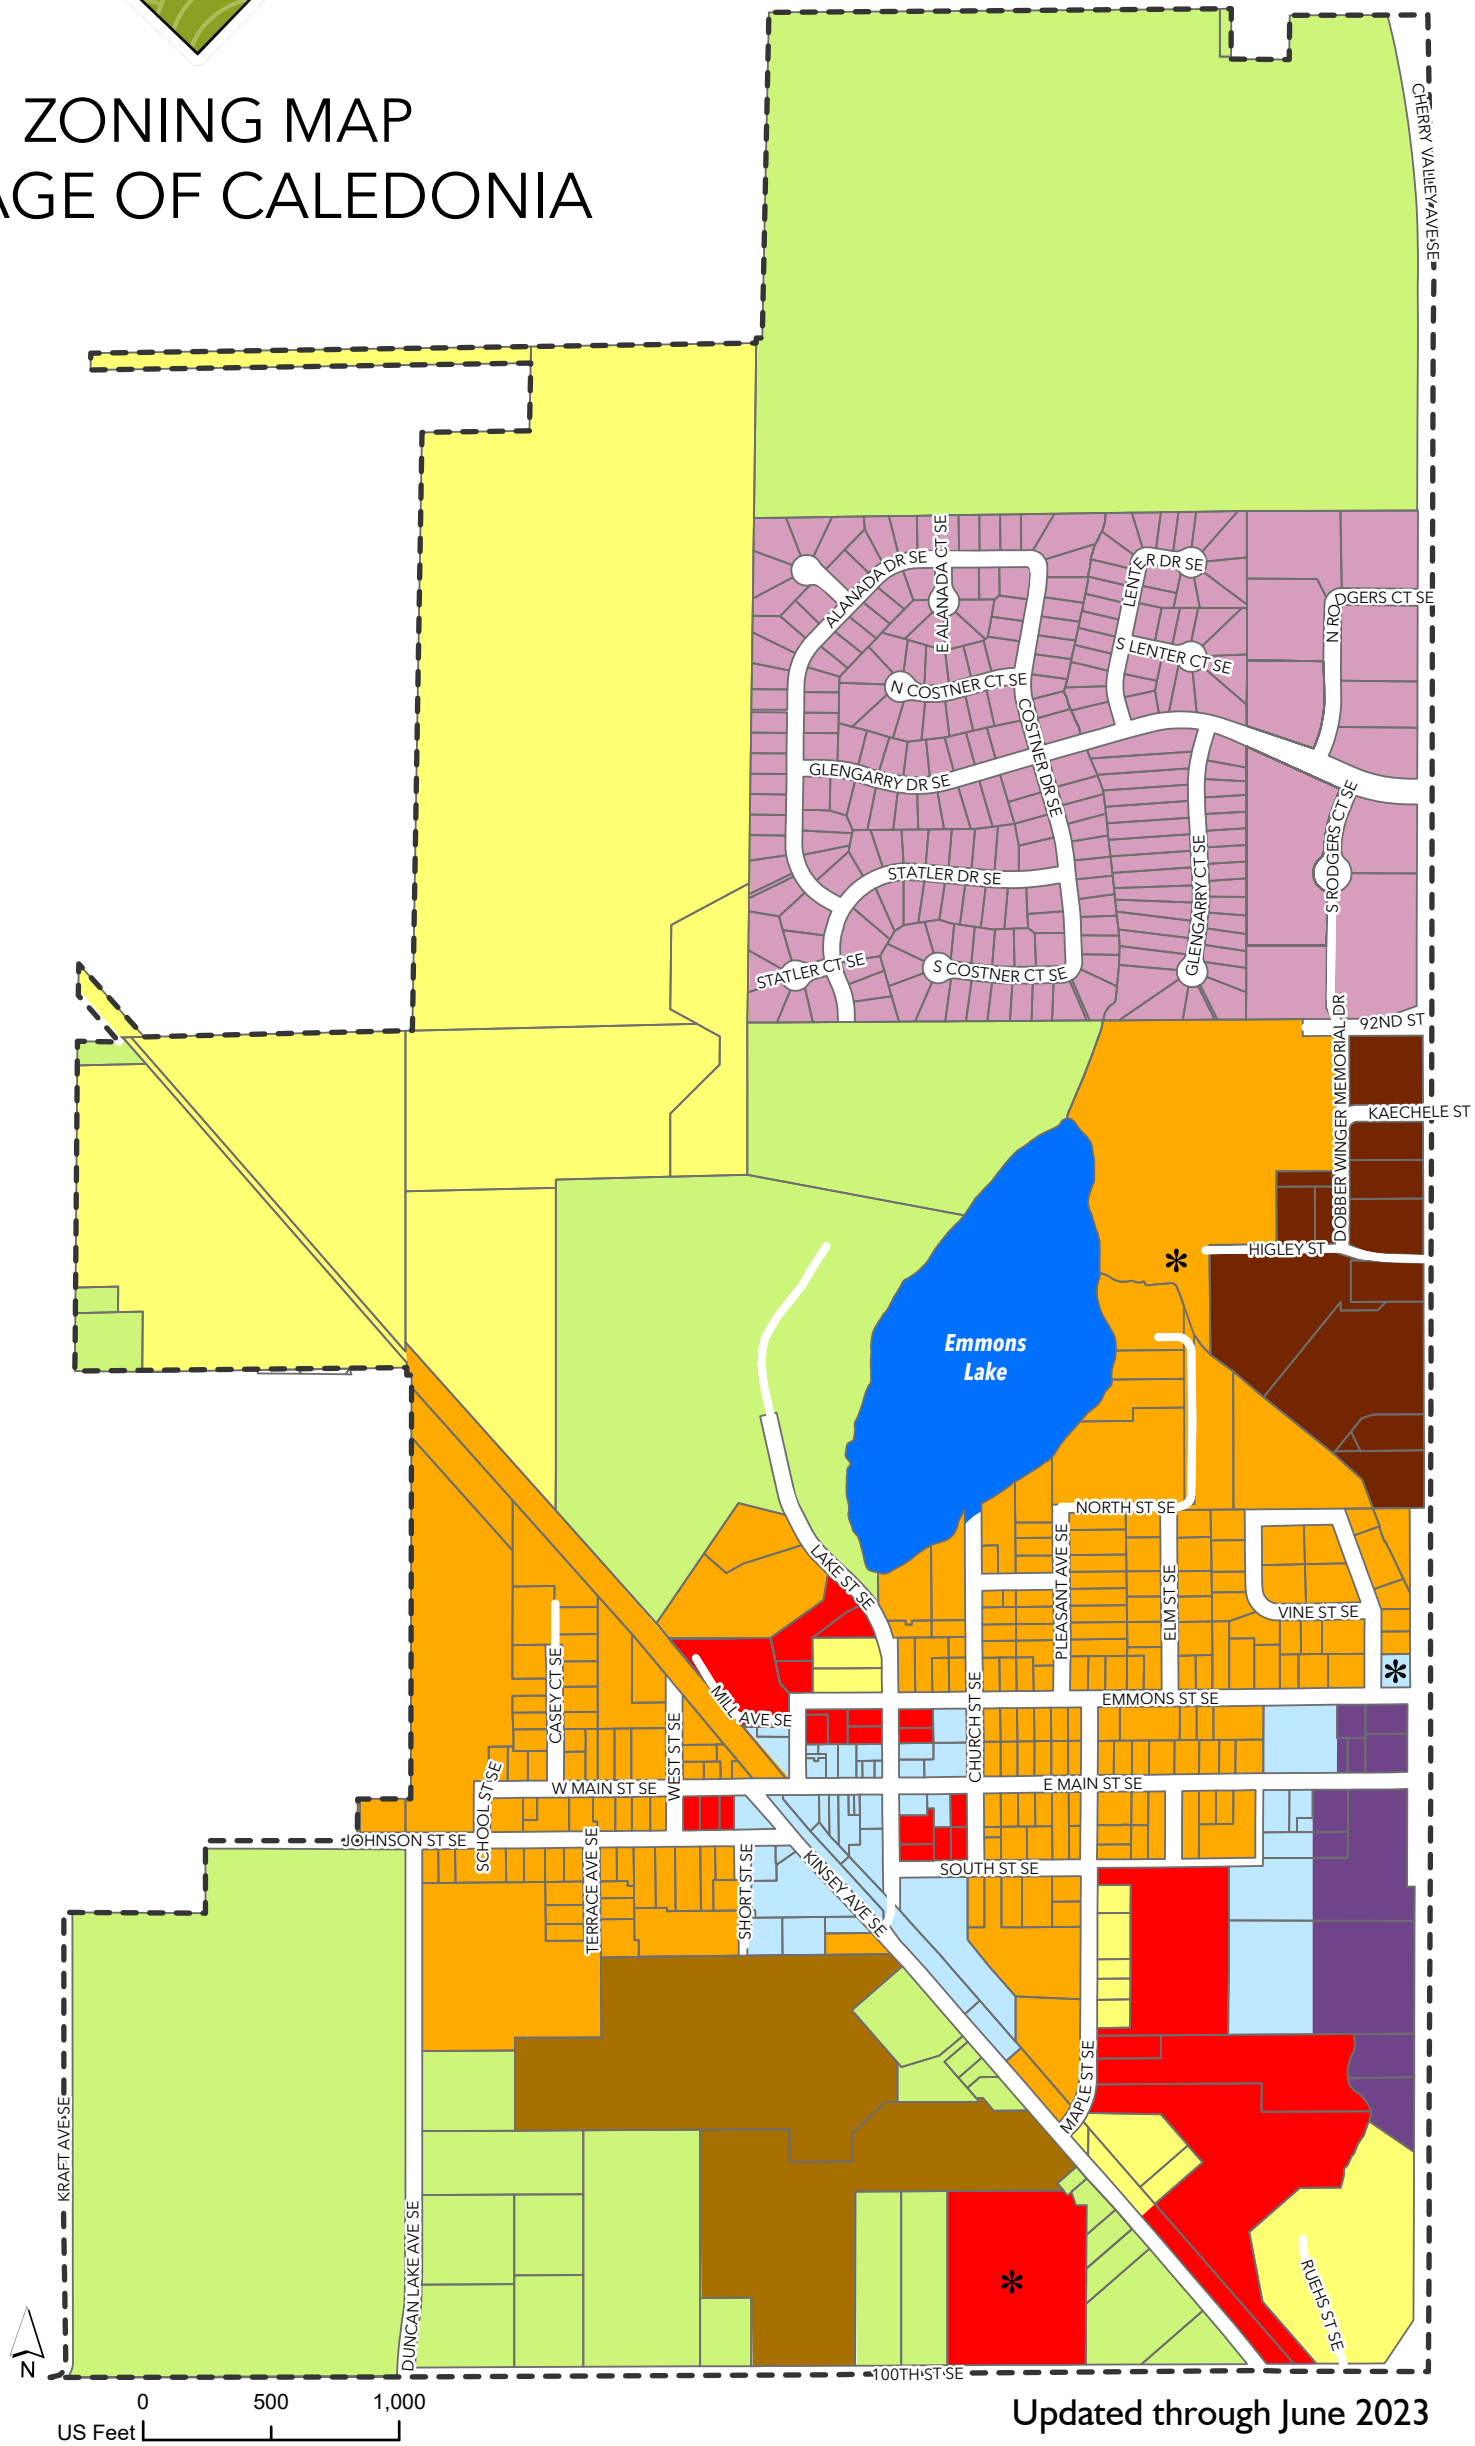 ZONING MAP
AGE OF CALEDONIA
CHERRY VALLEY AVE SE
ALANADA DR SE
E ALANADA CT SE
LENTER DR SE
N RODGERS CT SE
S LENTER CT SE
N COSTNER CT SE
COSTNER DR SE
GLENGARRY DR SE
S RODGERS CT SE
STATLER DR SE
GLENGARRY CT SE
STATLER CT SE
S COSTNER CT SE
92ND ST
DOBBER WINGER MEMORIAL DR
KAECHELE ST
HIGLEY ST
*
Emmons
Lake
NORTH ST SE
LAKE ST SE
PLEASANT AVE SE
ELM ST SE
VINE ST SE
CASEY CT SE
*
MILL AVE SE
WEST ST SE
CHURCH ST SE
EMMONS ST SE
W MAIN ST SE
E MAIN ST SE
SCHOOL ST SE
JOHNSON ST SE
TERRACE AVE SE
SHORT ST SE
KINSEY AVE SE
SOUTH ST SE
MAPLE ST SE
KRAFT AVE SE
DUNCAN LAKE AVE SE
*
RUEHS ST SE
100TH ST SE
N
0 500 1,000
US Feet
Updated through June 2023